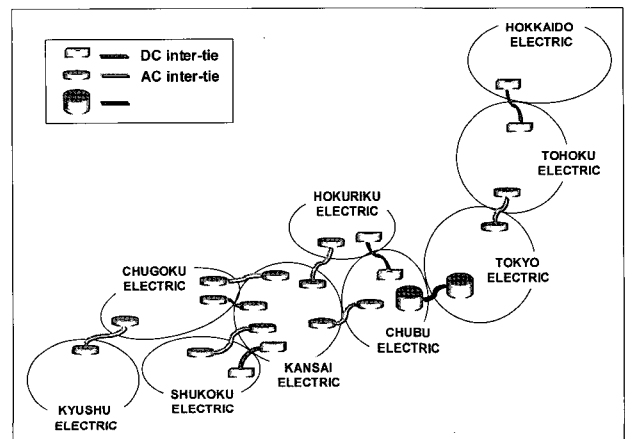 DC inter-tie
AC inter-tie
HOKKAIDO
ELECTRIC
TOHOKU
ELECTRIC
HOKURIKU
ELECTRIC
TOKYO
ELECTRIC
CHUGOKU
ELECTRIC
CHUBU
ELECTRIC
KANSAI
ELECTRIC
SHUKOKU
ELECTRIC
KYUSHU
ELECTRIC